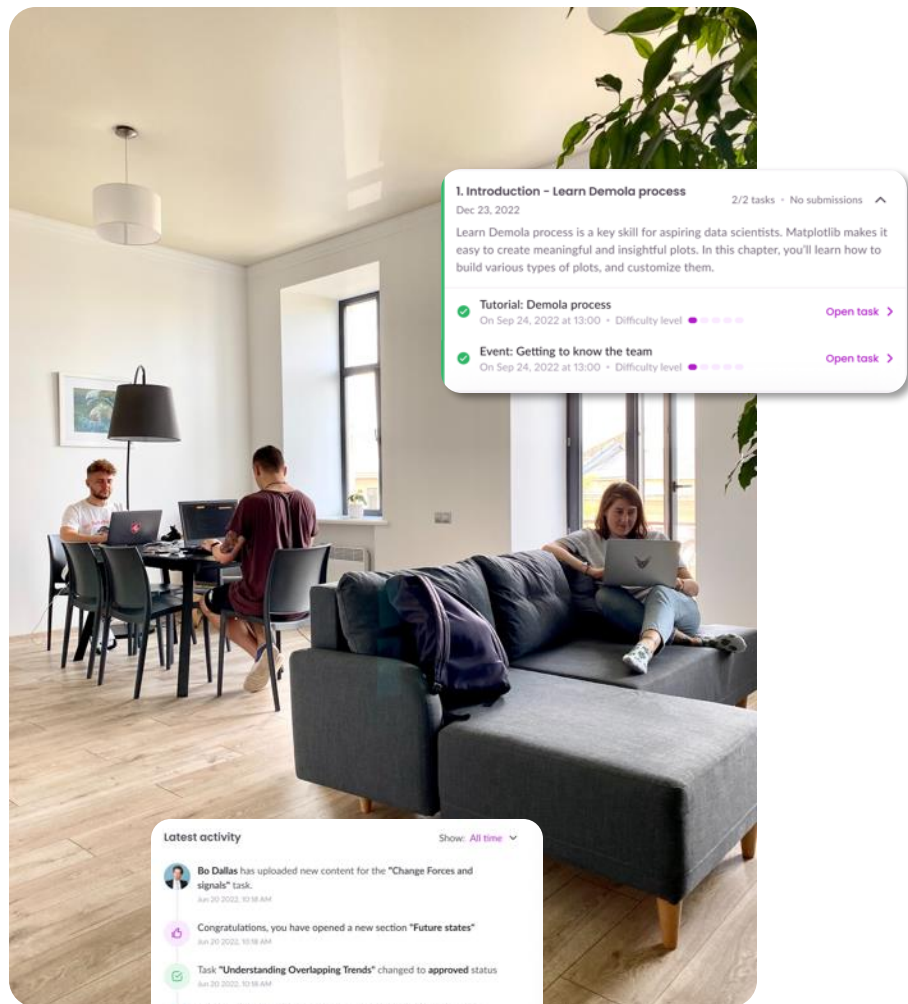 1. Introduction – Learn Demola process
2/2 tasks • No submissions
Dec 23, 2022
Learn Demola process is a key skill for aspiring data scientists. Matplotlib makes it
easy to create meaningful and insightful plots. In this chapter, you'll learn how to
build various types of plots, and customize them.
Tutorial: Demola process
On Sep 24, 2022 at 13:00 • Difficulty level
Open task
Event: Getting to know the team
On Sep 24, 2022 at 13:00 • Difficulty level
Open task
Latest activity
Show: All time
Bo Dallas has uploaded new content for the "Change Forces and
signals" task.
Jun 20 2022, 10:18 AM
Congratulations, you have opened a new section "Future states"
Jun 20 2022, 10:18 AM
Task "Understanding Overlapping Trends" changed to approved status
Jun 20 2022, 10:18 AM